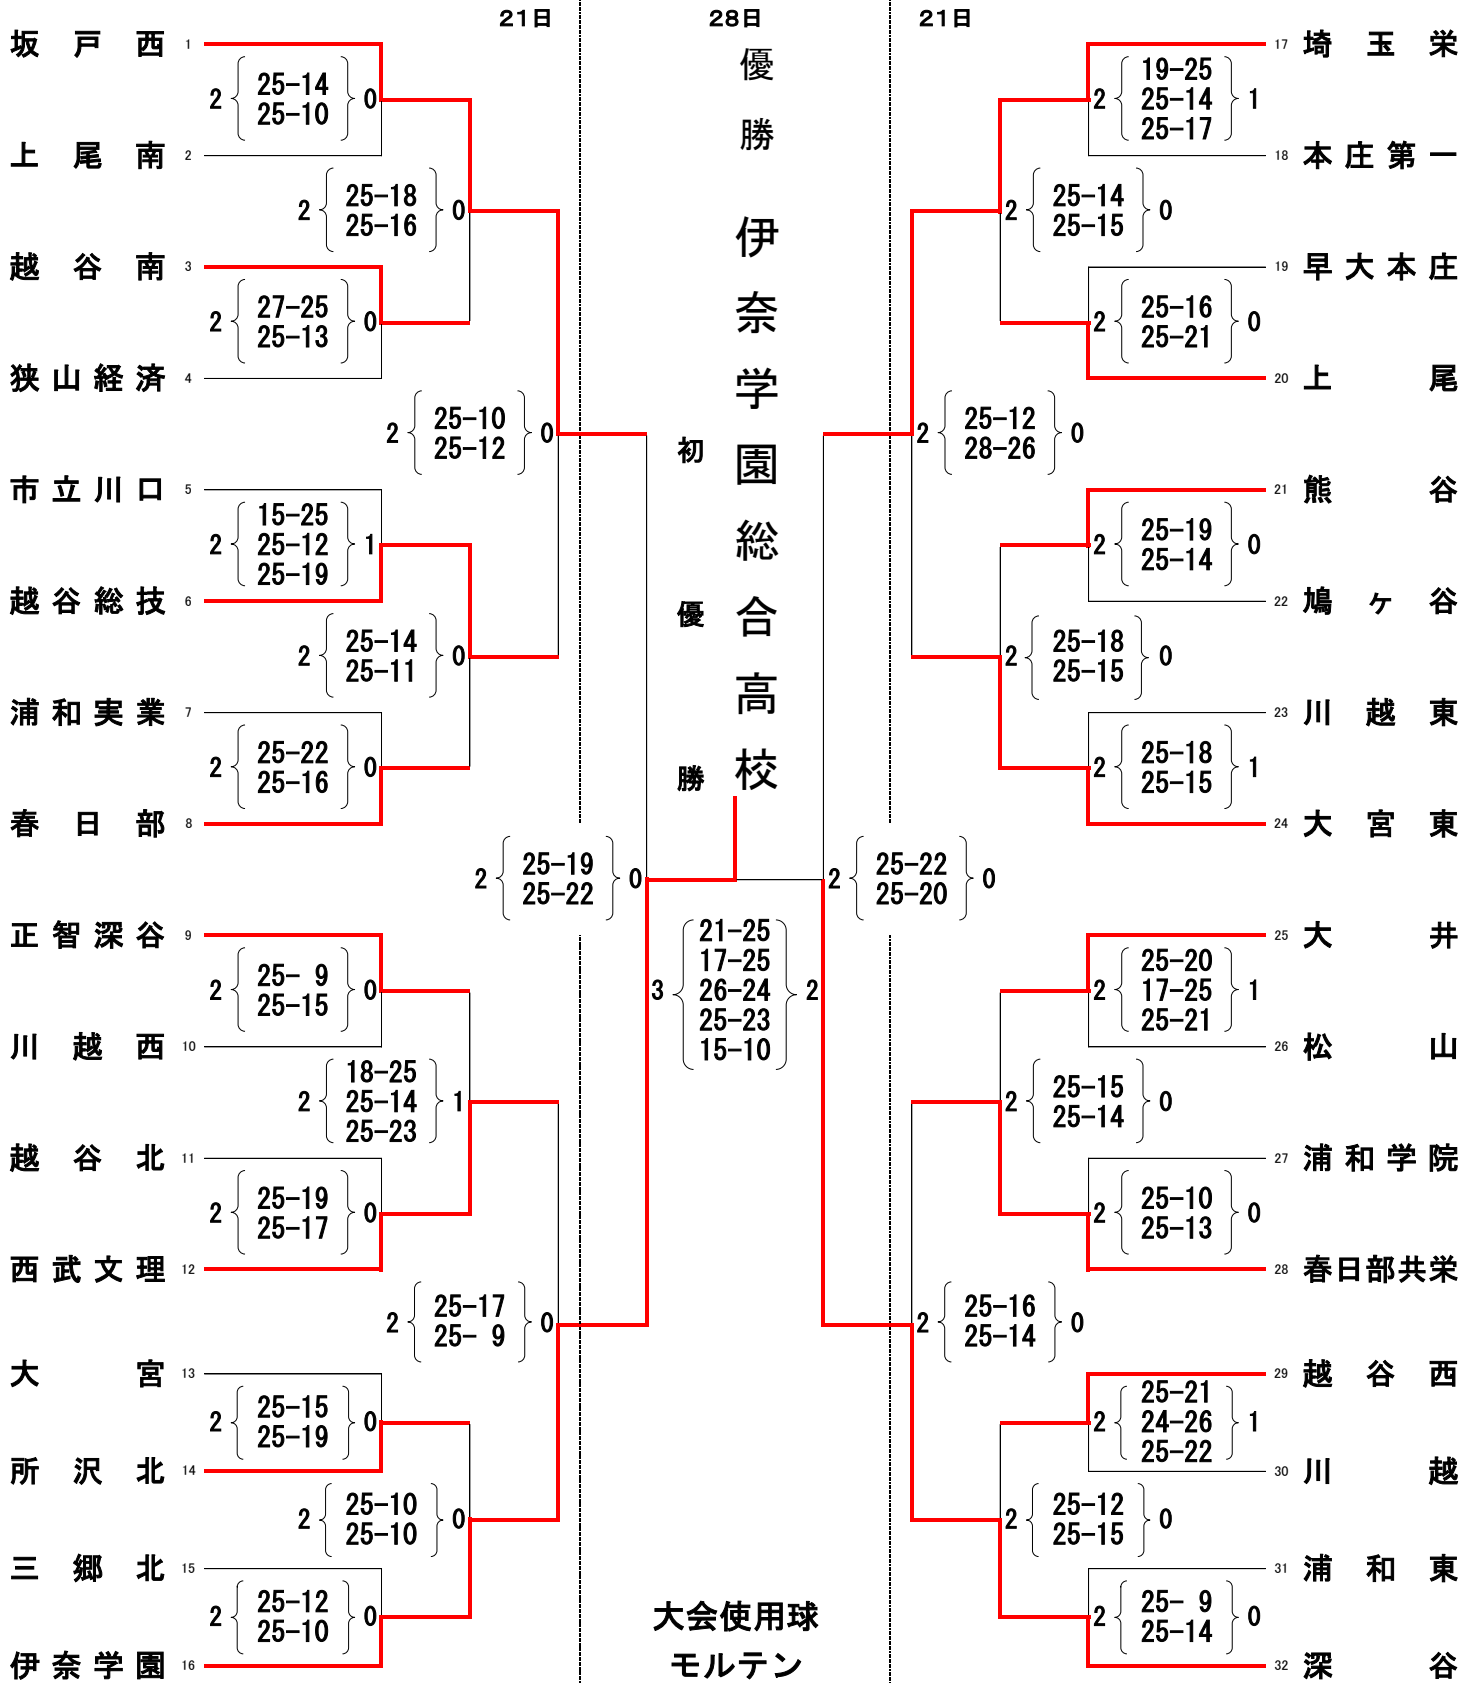 21日
28日
21日
優勝 伊奈学園総合高校
初優勝
坂戸西 1
2 25-14 0
25-10
上尾南 2
2 25-18 0
25-16
越谷南 3
2 27-25 0
25-13
狭山経済 4
2 25-10 0
25-12
市立川口 5
2 15-25 1
25-12
25-19
越谷総技 6
2 25-14 0
25-11
浦和実業 7
2 25-22 0
25-16
春日部 8
2 25-19 0
25-22
正智深谷 9
2 25- 9 0
25-15
川越西 10
2 18-25 1
25-14
25-23
越谷北 11
2 25-19 0
25-17
西武文理 12
2 25-17 0
25- 9
大宮 13
2 25-15 0
25-19
所沢北 14
2 25-10 0
25-10
三郷北 15
2 25-12 0
25-10
伊奈学園 16
3 21-25 2
17-25
26-24
25-23
15-10
17 埼玉栄
2 19-25 1
25-14
25-17
18 本庄第一
2 25-14 0
25-15
19 早大本庄
2 25-16 0
25-21
20 上尾
2 25-12 0
28-26
21 熊谷
2 25-19 0
25-14
22 鳩ヶ谷
2 25-18 0
25-15
23 川越東
2 25-18 1
25-15
24 大宮東
2 25-22 0
25-20
25 大井
2 25-20 1
17-25
25-21
26 松山
2 25-15 0
25-14
27 浦和学院
2 25-10 0
25-13
28 春日部共栄
2 25-16 0
25-14
29 越谷西
2 25-21 1
24-26
25-22
30 川越
2 25-12 0
25-15
31 浦和東
2 25- 9 0
25-14
32 深谷
大会使用球
モルテン